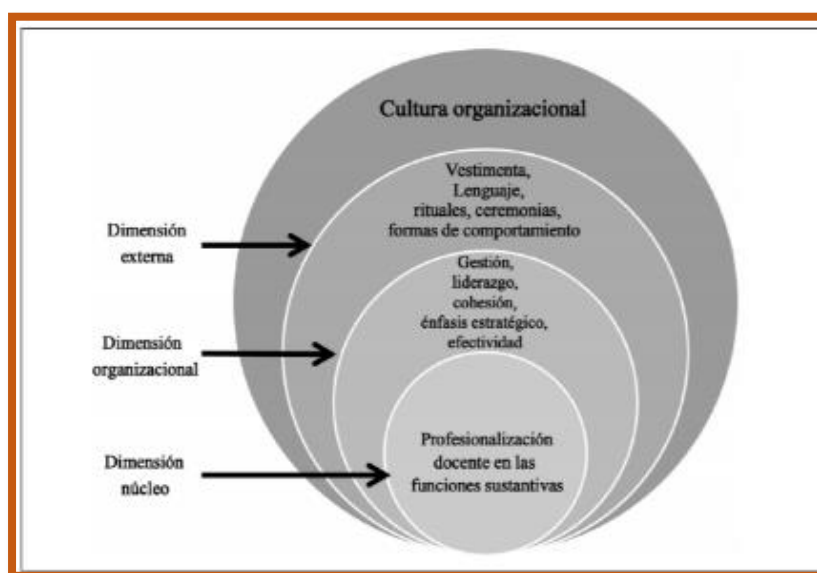 Cultura organizacional
Vestimenta,
Lenguaje,
rituales, ceremonias,
formas de comportamiento
Dimensión
externa
Gestión,
liderazgo,
cohesión,
énfasis estratégico,
efectividad
Dimensión
organizacional
Profesionalización
docente en las
funciones sustantivas
Dimensión
núcleo